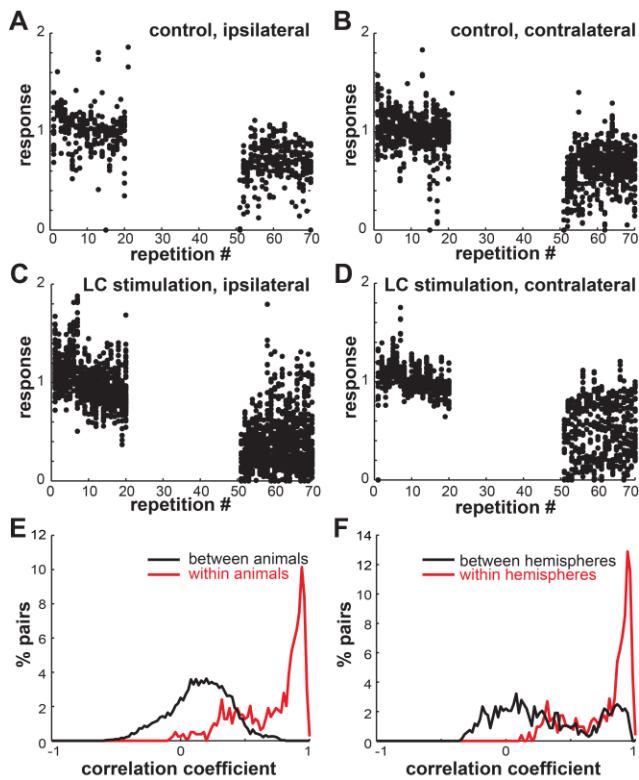 A
control, ipsilateral
2
1
0
response
0 10 20 30 40 50 60 70
repetition #
B
control, contralateral
2
1
0
response
0 10 20 30 40 50 60 70
repetition #
C
LC stimulation, ipsilateral
2
1
0
response
0 10 20 30 40 50 60 70
repetition #
D
LC stimulation, contralateral
2
1
0
response
0 10 20 30 40 50 60 70
repetition #
E
between animals
within animals
12
10
8
6
4
2
0
% pairs
-1 0 1
correlation coefficient
F
between hemispheres
within hemispheres
14
12
10
8
6
4
2
0
% pairs
-1 0 1
correlation coefficient